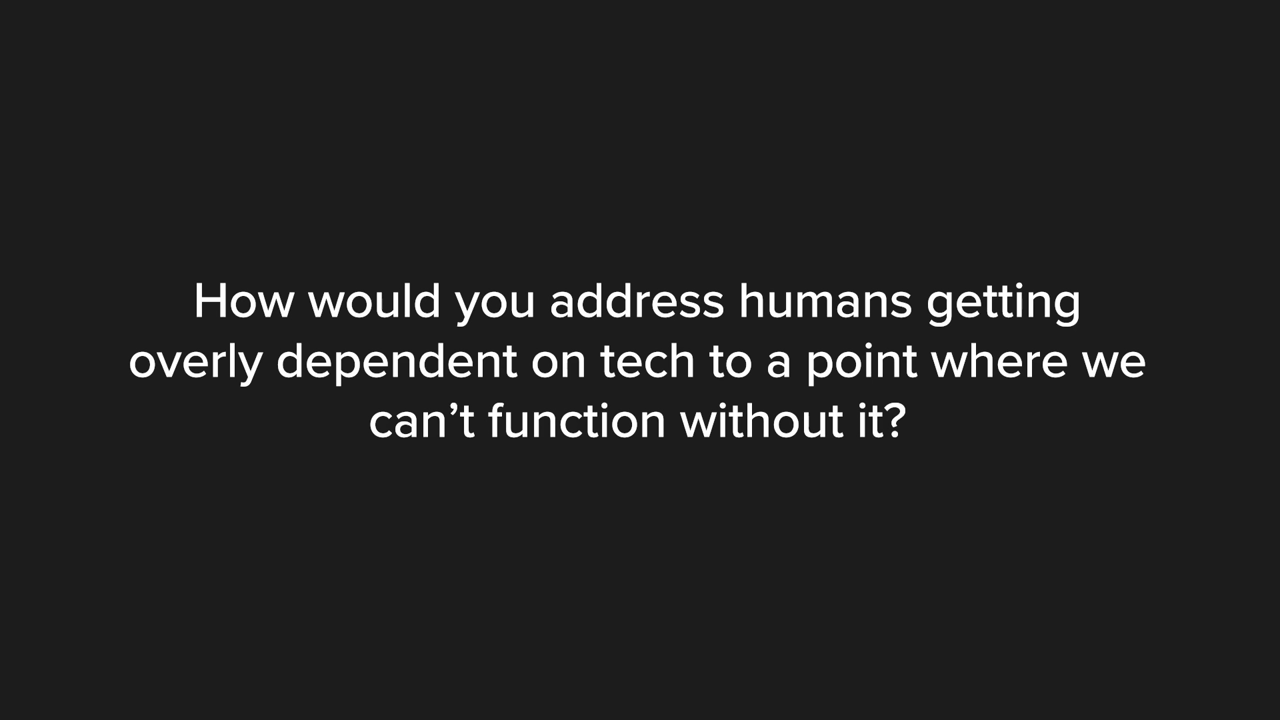 How would you address humans getting
overly dependent on tech to a point where we
can’t function without it?